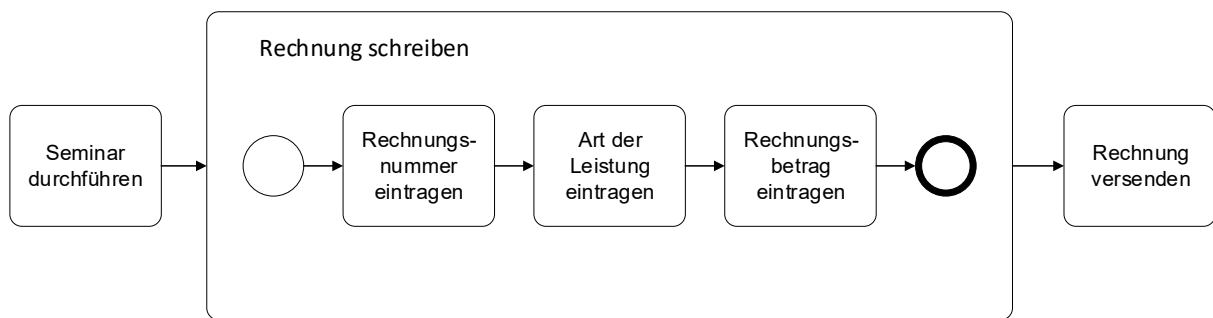 Rechnung schreiben
Seminar
durchführen
Rechnungs-
nummer
eintragen
Art der
Leistung
eintragen
Rechnungs-
betrag
eintragen
Rechnung
versenden